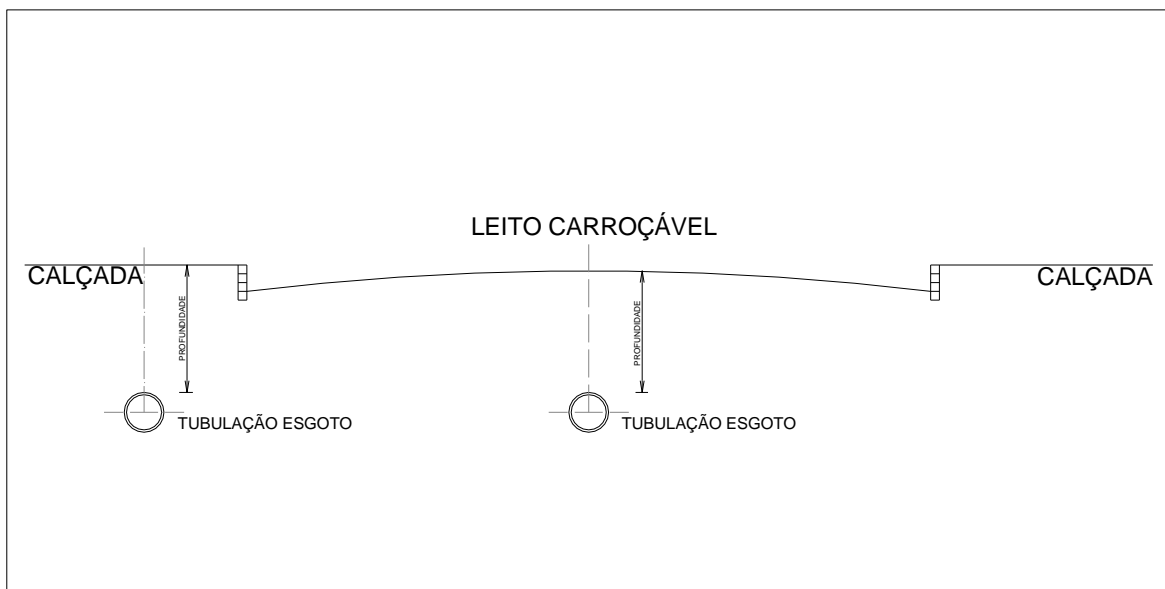 LEITO CARROÇÁVEL
CALÇADA
CALÇADA
PROFUNDIDADE
PROFUNDIDADE
TUBULAÇÃO ESGOTO
TUBULAÇÃO ESGOTO